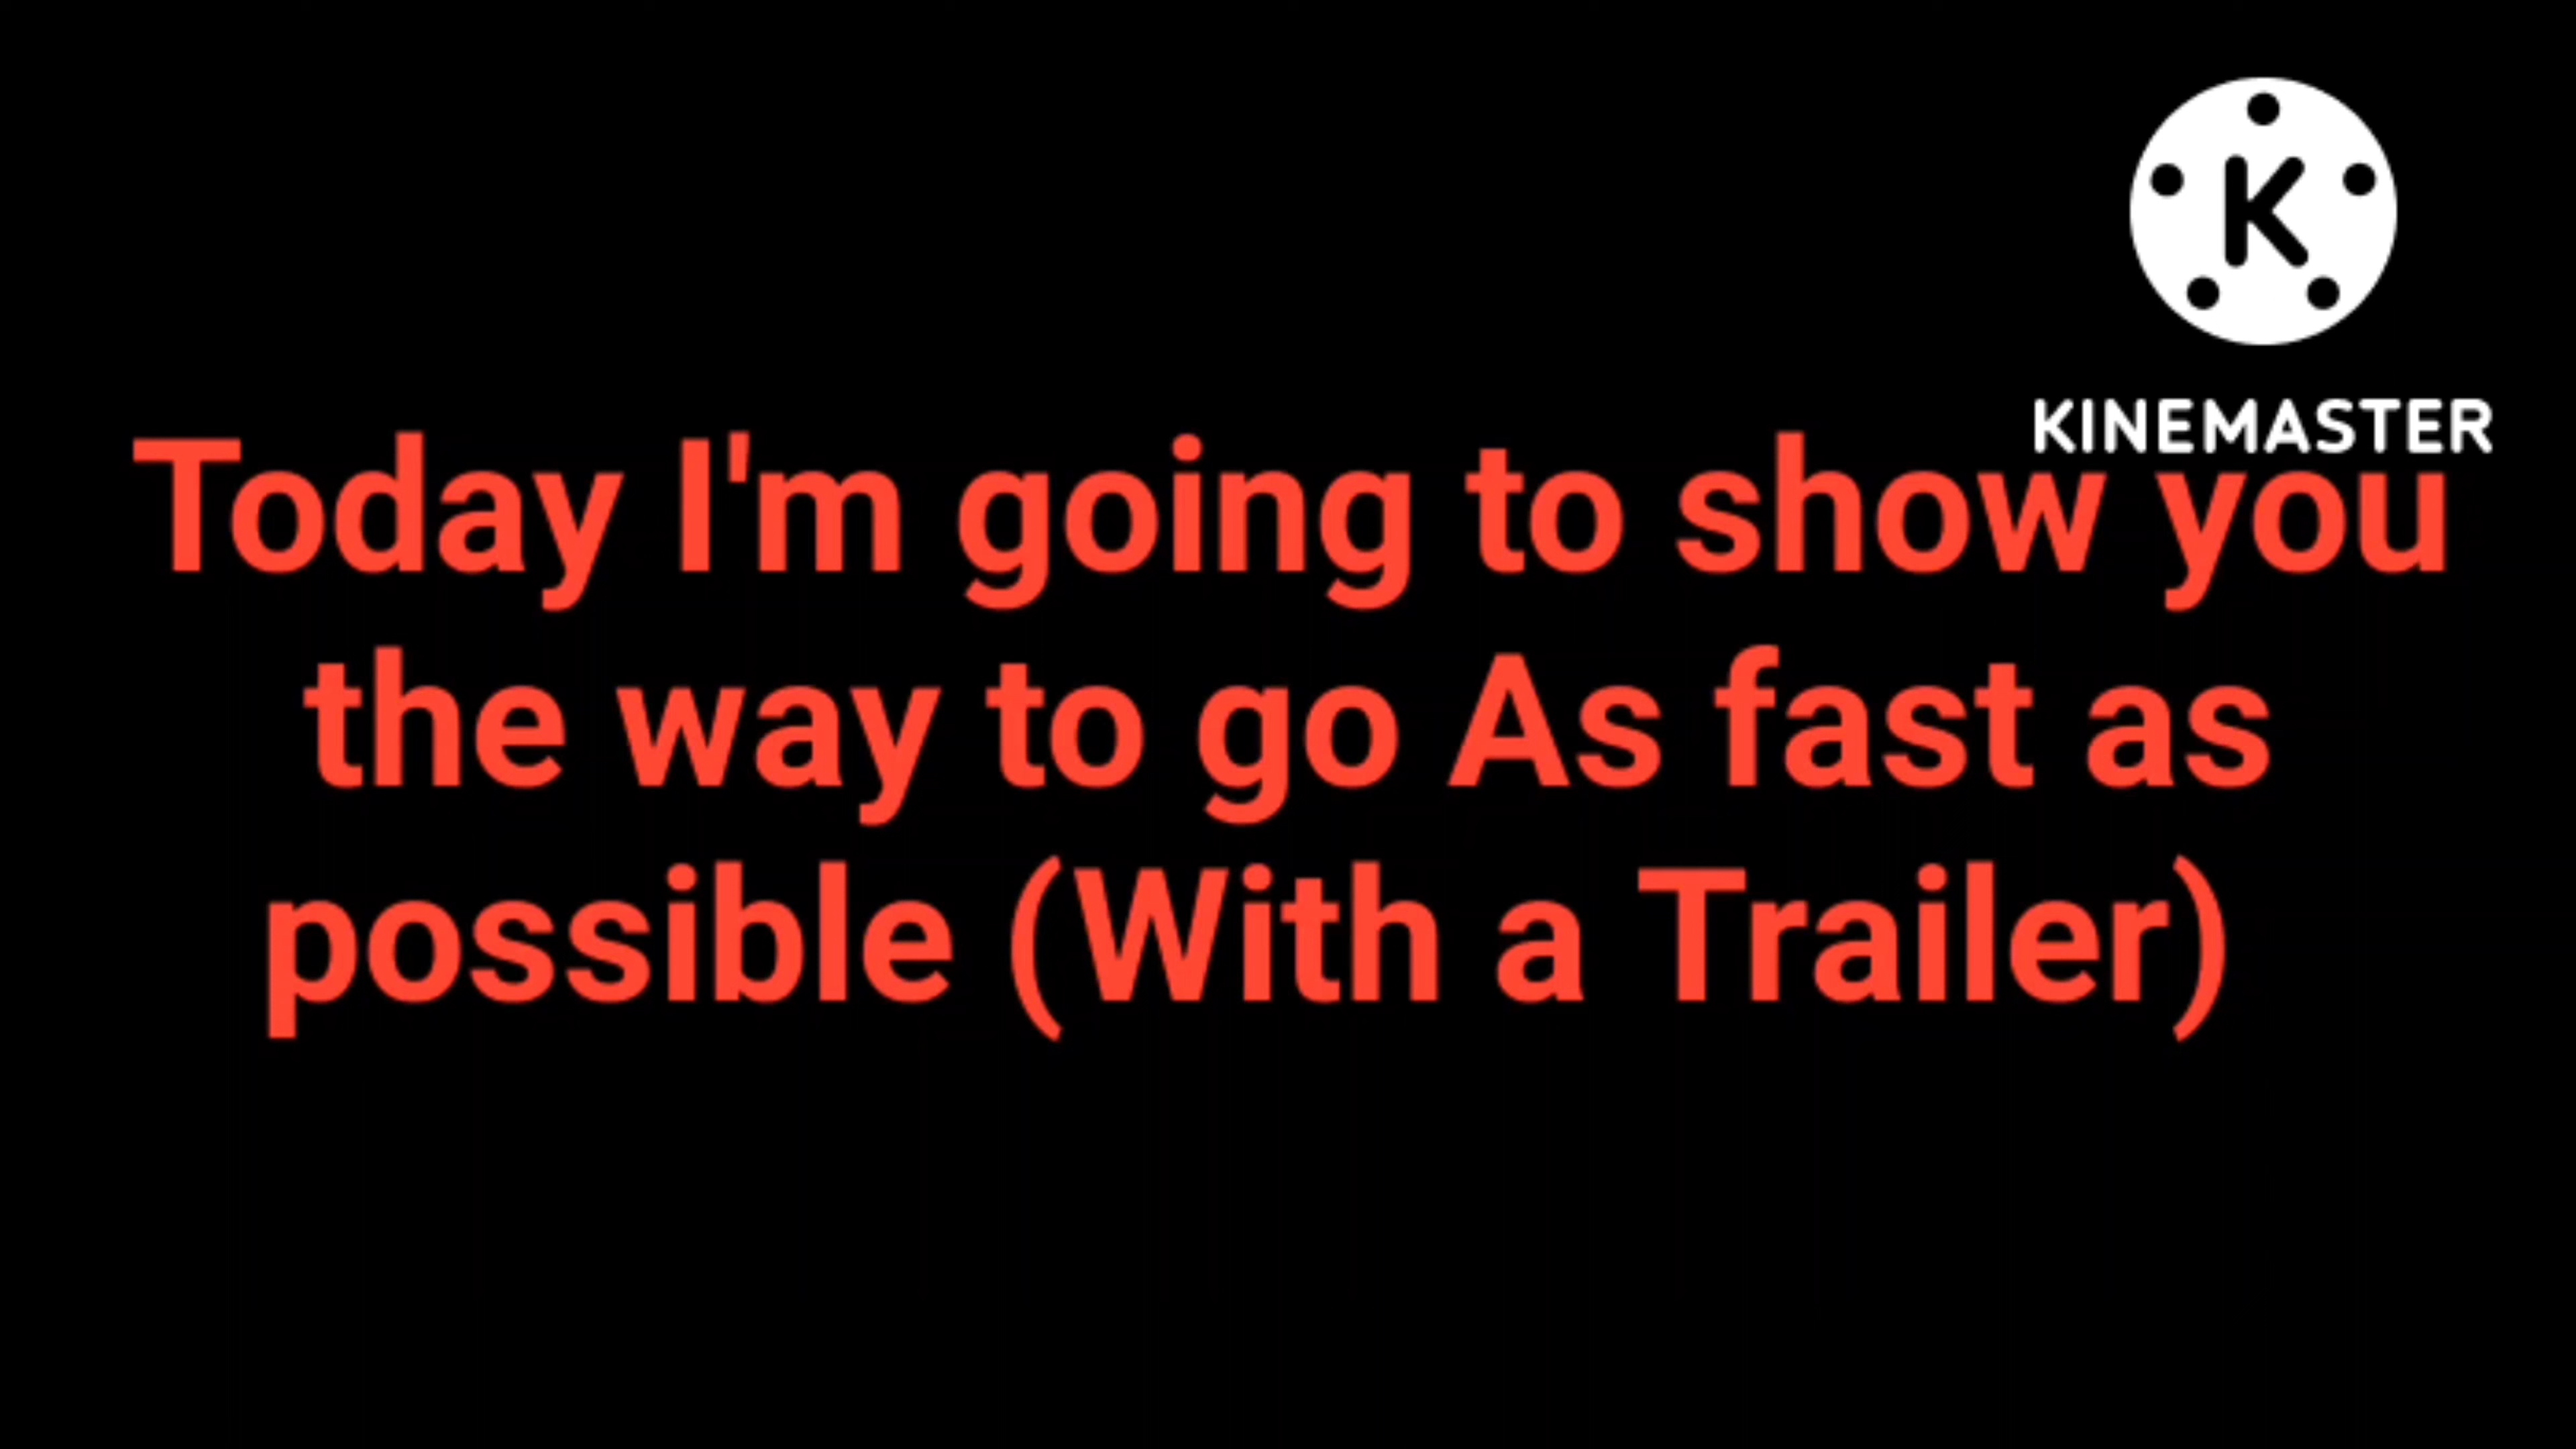 K
KINEMASTER
Today I'm going to show you
the way to go As fast as
possible (With a Trailer)